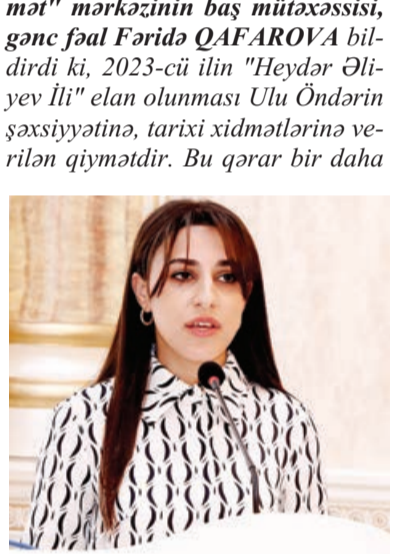 mət" mərkəzinin baş mütəxəssisi,
gənc fəal Fəridə QAFAROVA bil-
dirdi ki, 2023-cü ilin "Heydər Əli-
yev İli" elan olunması Ulu Öndərin
şəxsiyyətinə, tarixi xidmətlərinə ve-
rilən qiymətdir. Bu qərar bir daha